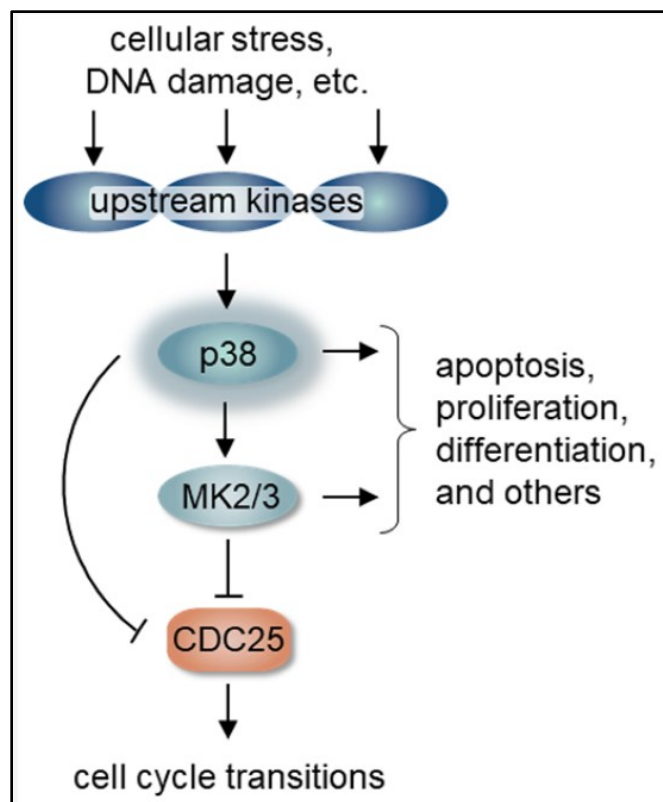 cellular stress,
DNA damage, etc.
upstream kinases
p38
apoptosis,
proliferation,
differentiation,
and others
MK2/3
CDC25
cell cycle transitions